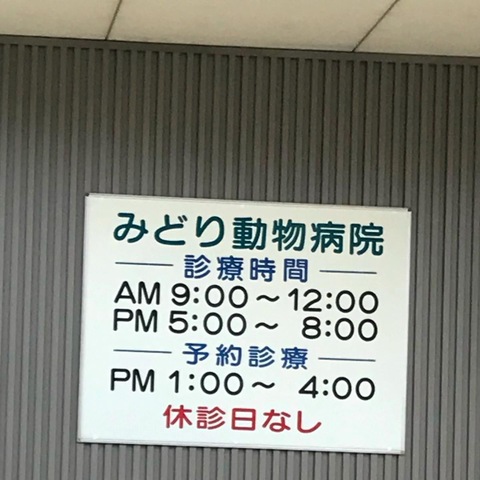 みどり動物病院
診療時間
AM 9:00～12:00
PM 5:00～ 8:00
予約診療
PM 1:00～ 4:00
休診日なし